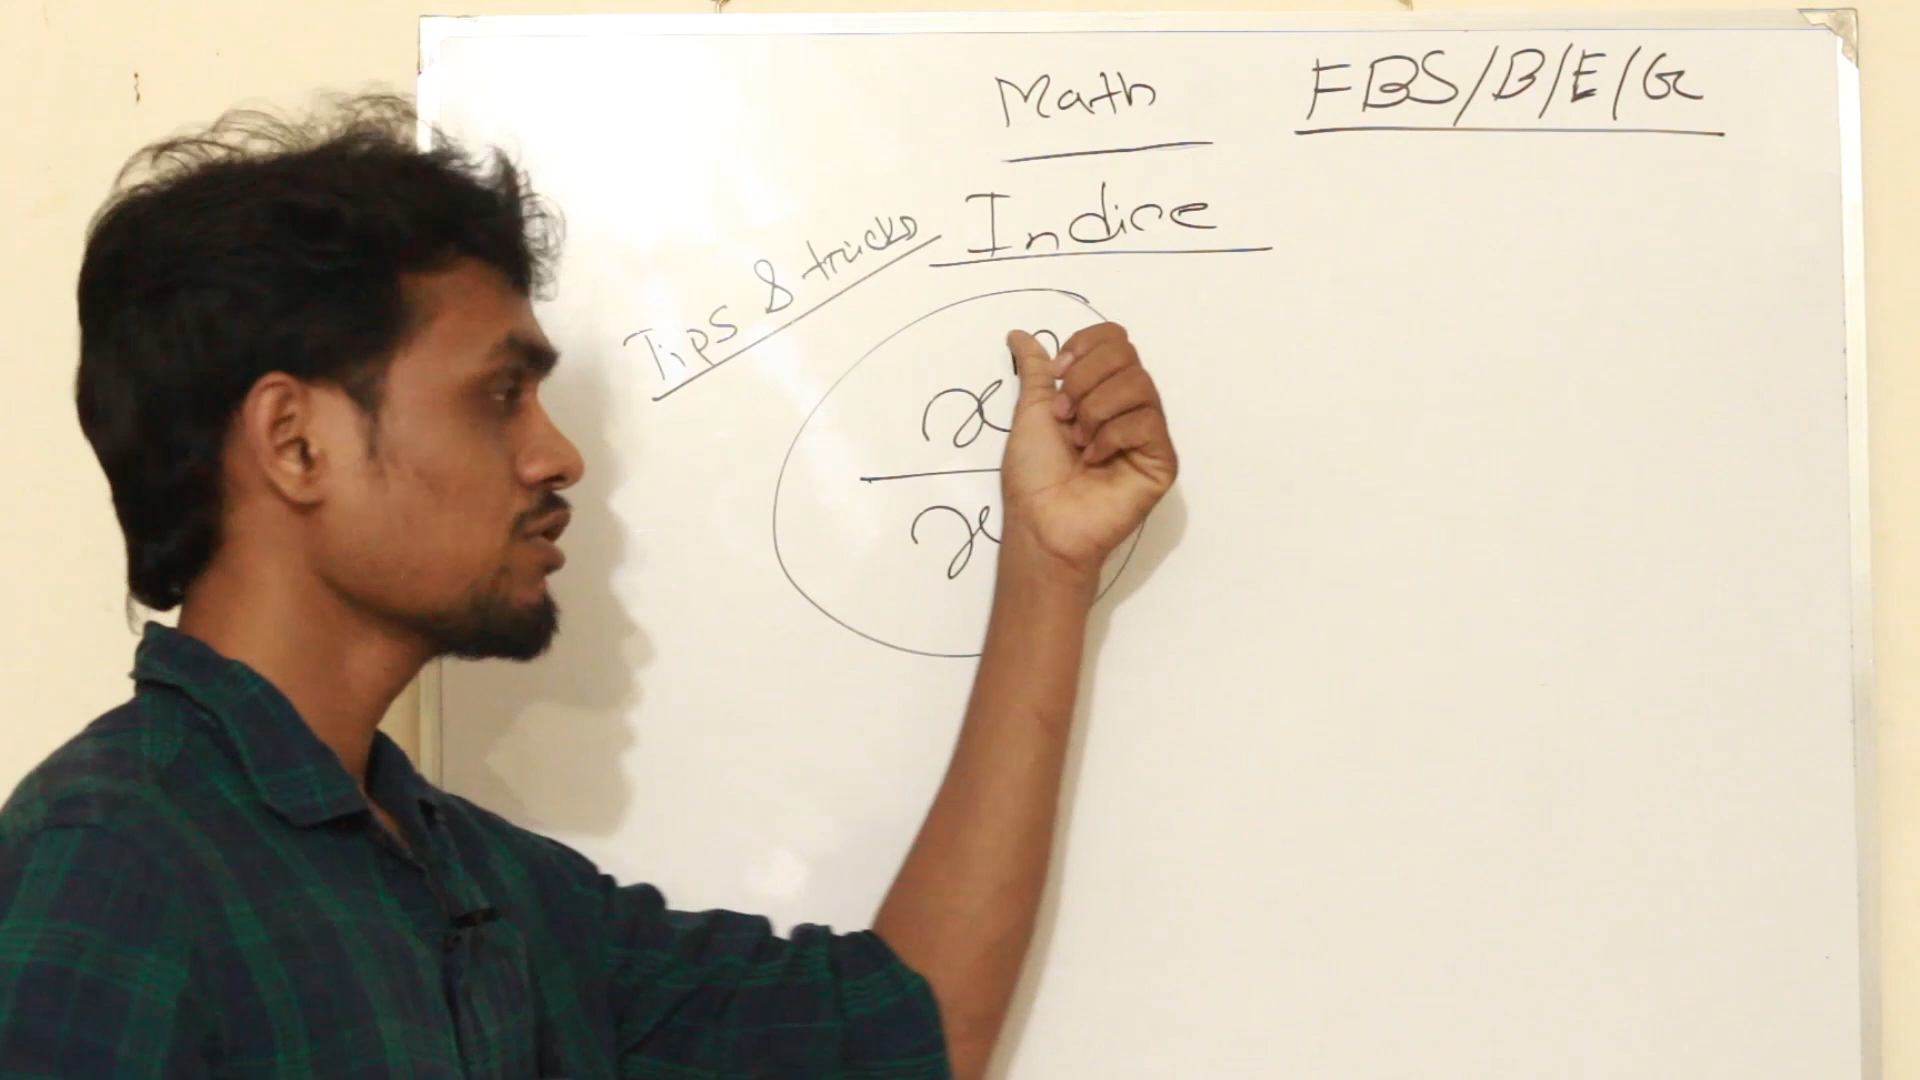 Math FBS/B/E/G
Tips & tricks Indice
x
x